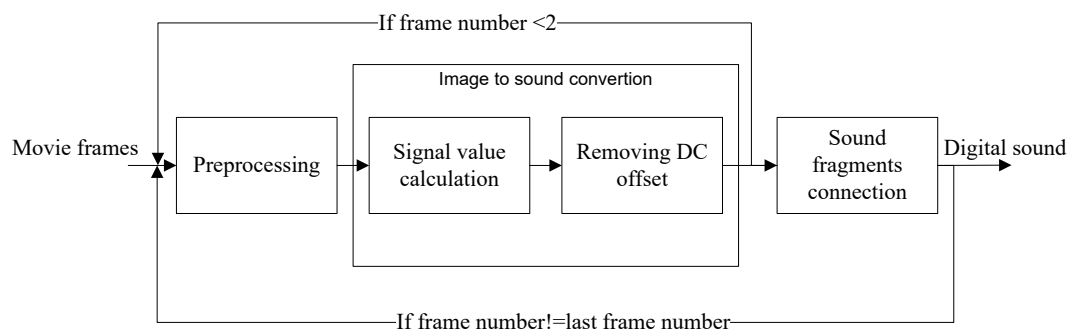 If frame number <2
Image to sound convertion
Movie frames
Preprocessing
Signal value
calculation
Removing DC
offset
Sound
fragments
connection
Digital sound
If frame number!=last frame number